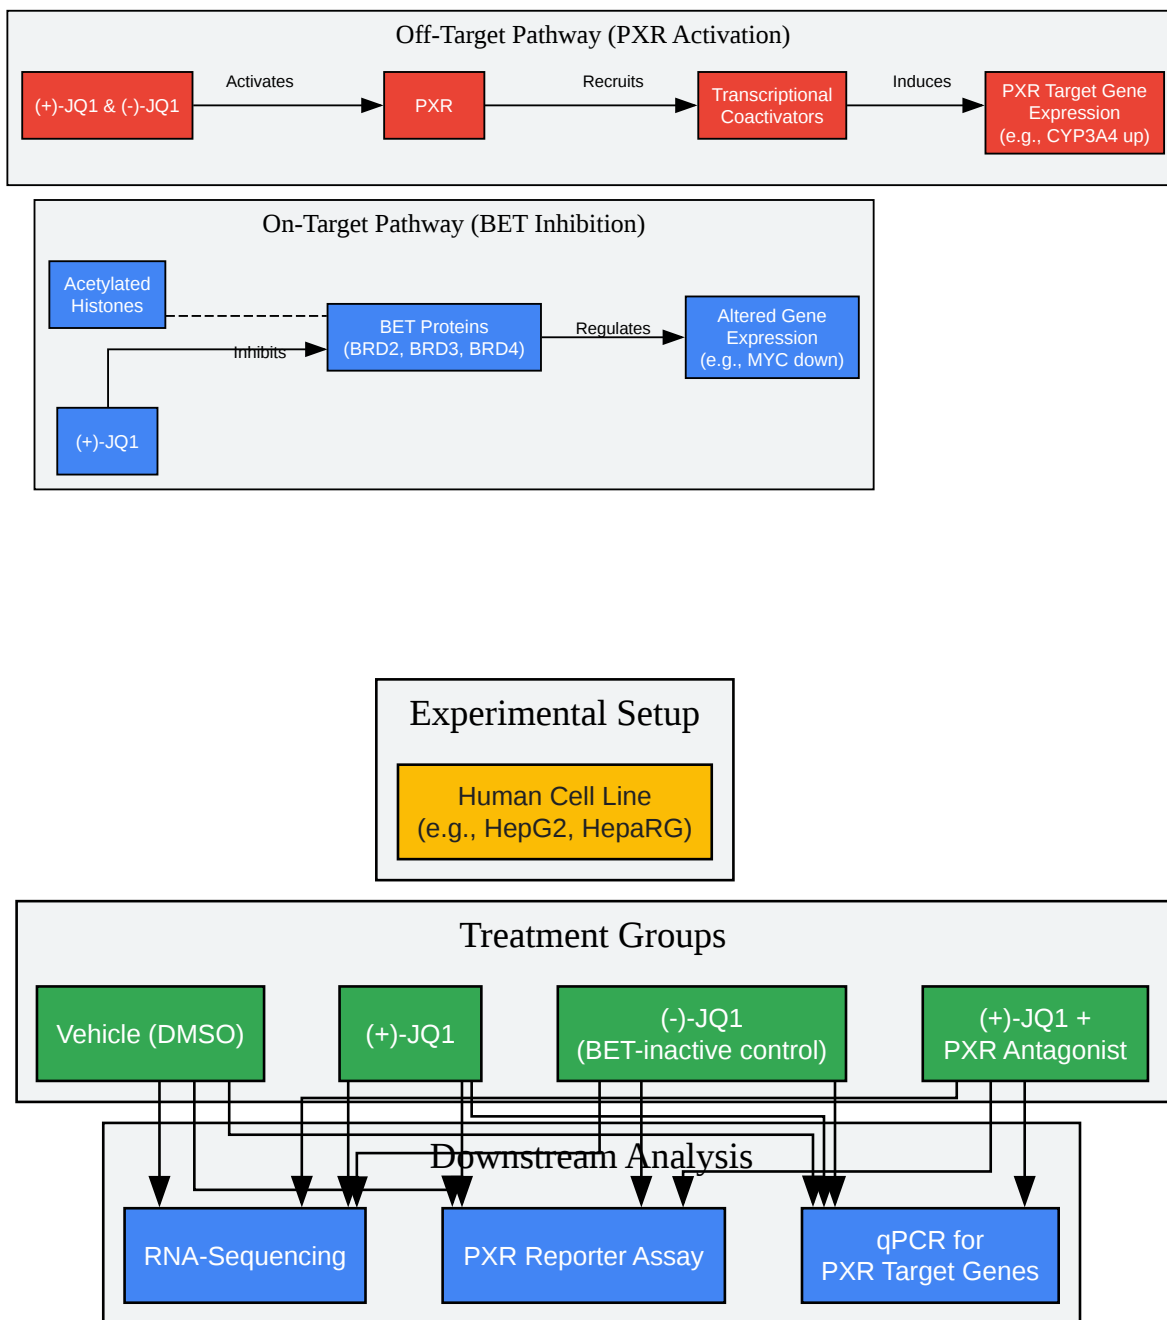 Off-Target Pathway (PXR Activation)
(+)-JQ1 & (-)-JQ1
Activates
PXR
Recruits
Transcriptional
Coactivators
Induces
PXR Target Gene
Expression
(e.g., CYP3A4 up)
On-Target Pathway (BET Inhibition)
Acetylated
Histones
BET Proteins
(BRD2, BRD3, BRD4)
Regulates
Altered Gene
Expression
(e.g., MYC down)
Inhibits
(+)-JQ1
Experimental Setup
Human Cell Line
(e.g., HepG2, HepaRG)
Treatment Groups
Vehicle (DMSO)
(+)-JQ1
(-)-JQ1
(BET-inactive control)
(+)-JQ1 +
PXR Antagonist
Downstream Analysis
RNA-Sequencing
PXR Reporter Assay
qPCR for
PXR Target Genes